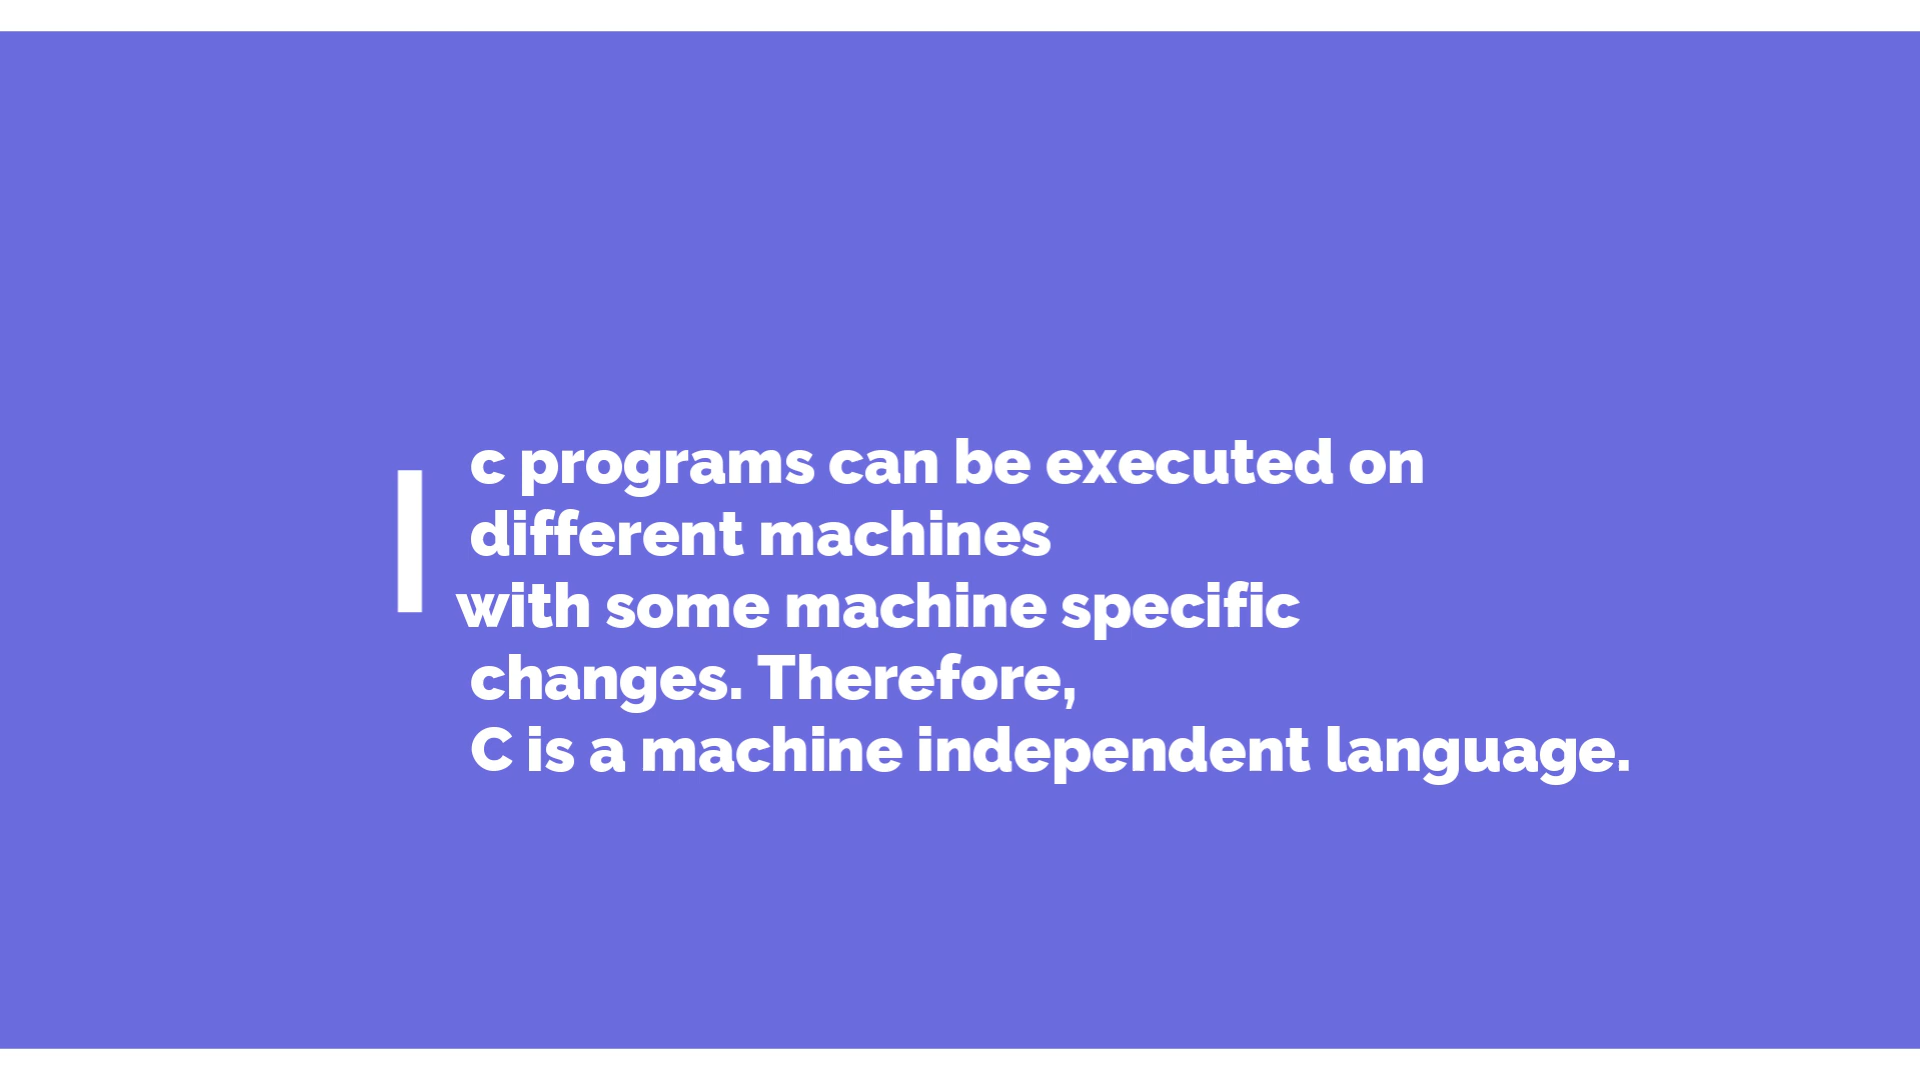 c programs can be executed on
different machines
with some machine specific
changes. Therefore,
C is a machine independent language.